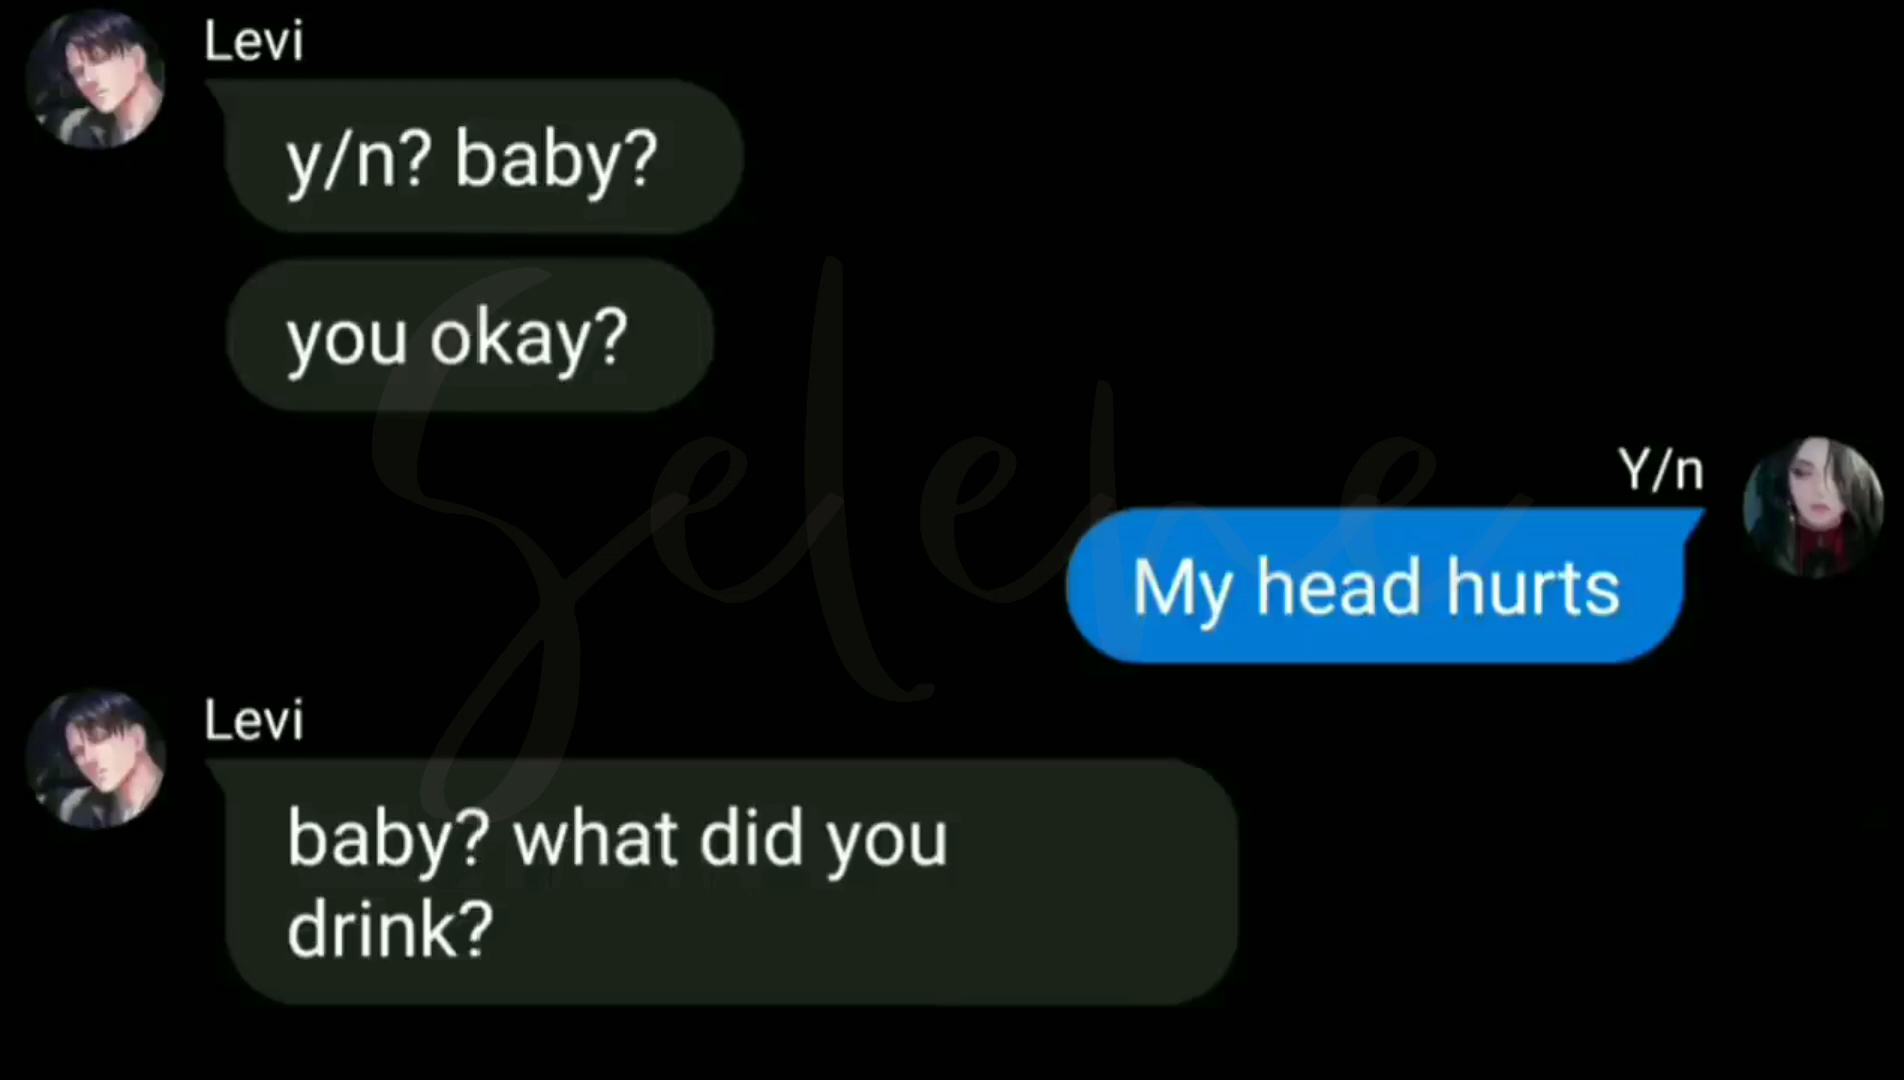 Levi
y/n? baby?
you okay?
Y/n
My head hurts
Levi
baby? what did you
drink?
Selene